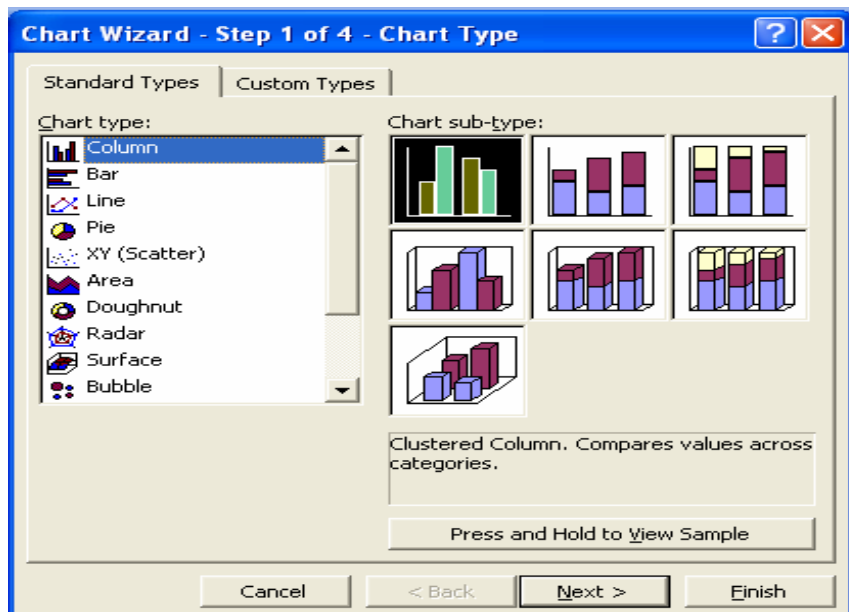 Chart Wizard - Step 1 of 4 - Chart Type
Standard Types
Custom Types
Chart type:
Column
Bar
Line
Pie
XY (Scatter)
Area
Doughnut
Radar
Surface
Bubble
Chart sub-type:
Clustered Column. Compares values across
categories.
Press and Hold to View Sample
Cancel
< Back
Next >
Finish